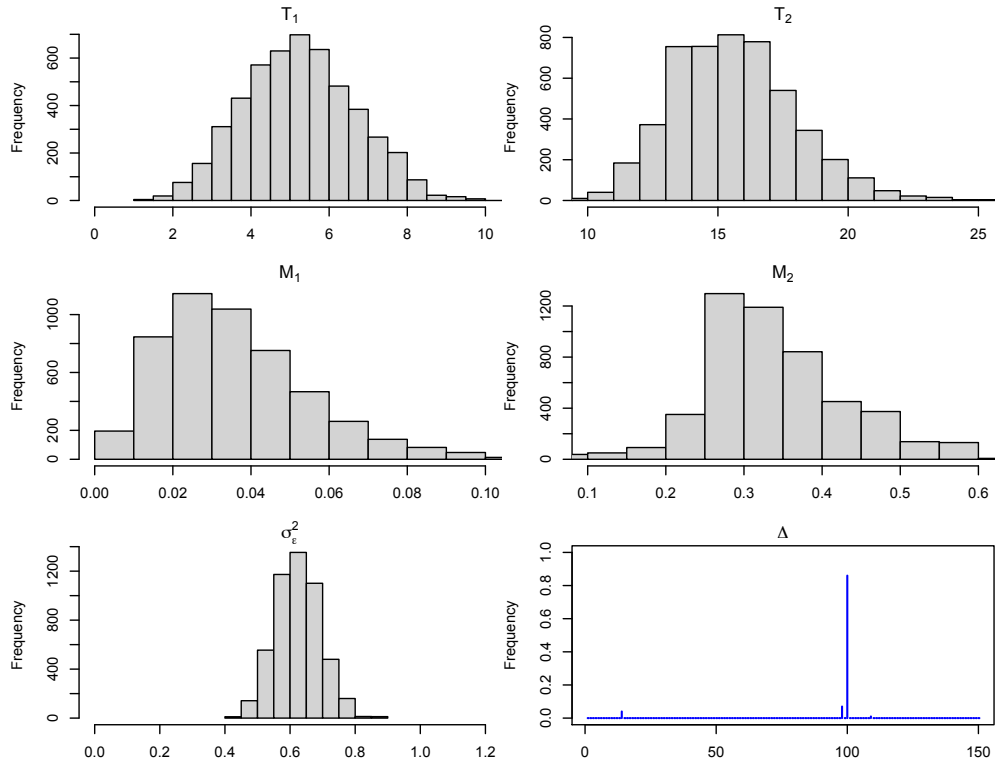 T1
Frequency
0 200 400 600
0 2 4 6 8 10
T2
Frequency
0 200 400 600 800
10 15 20 25
M1
Frequency
0 200 600 1000
0.00 0.02 0.04 0.06 0.08 0.10
M2
Frequency
0 400 800 1200
0.1 0.2 0.3 0.4 0.5 0.6
σ²ε
Frequency
0 400 800 1200
0.0 0.2 0.4 0.6 0.8 1.0 1.2
Δ
Frequency
0.0 0.2 0.4 0.6 0.8 1.0
0 50 100 150